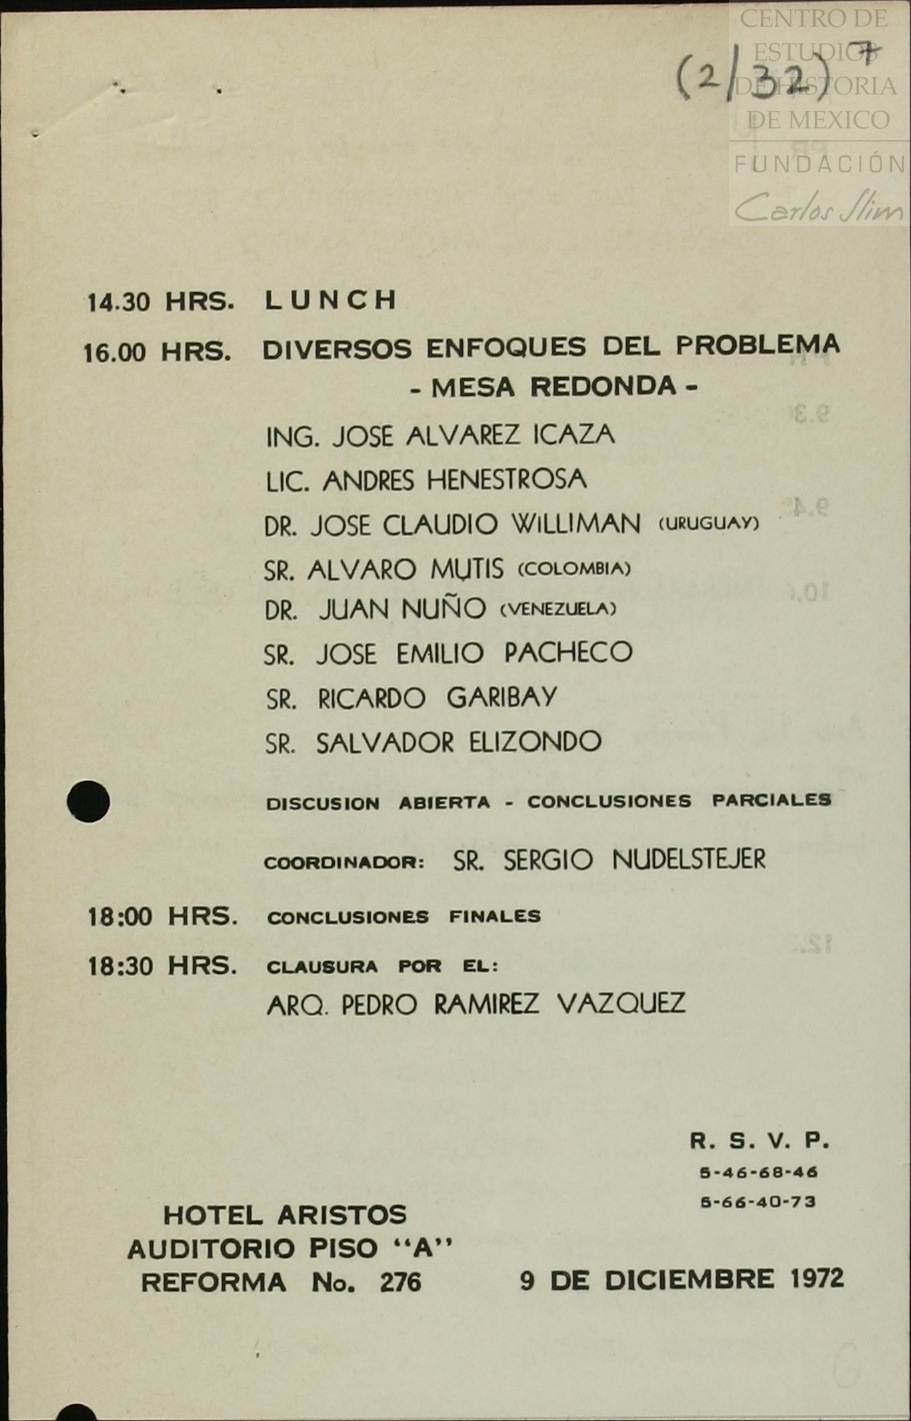 CENTRO DE
ESTUDIOS
DE HISTORIA
DE MEXICO
FUNDACIÓN
Carlos Slim
(2/32) 7
14.30 HRS. LUNCH
16.00 HRS. DIVERSOS ENFOQUES DEL PROBLEMA
- MESA REDONDA -
ING. JOSE ALVAREZ ICAZA
LIC. ANDRES HENESTROSA
DR. JOSE CLAUDIO WILLIMAN (URUGUAY)
SR. ALVARO MUTIS (COLOMBIA)
DR. JUAN NUÑO (VENEZUELA)
SR. JOSE EMILIO PACHECO
SR. RICARDO GARIBAY
SR. SALVADOR ELIZONDO
DISCUSION ABIERTA - CONCLUSIONES PARCIALES
COORDINADOR: SR. SERGIO NUDELSTEJER
18:00 HRS. CONCLUSIONES FINALES
18:30 HRS. CLAUSURA POR EL:
ARQ. PEDRO RAMIREZ VAZQUEZ
R. S. V. P.
5-46-68-46
5-66-40-73
HOTEL ARISTOS
AUDITORIO PISO "A"
REFORMA No. 276
9 DE DICIEMBRE 1972